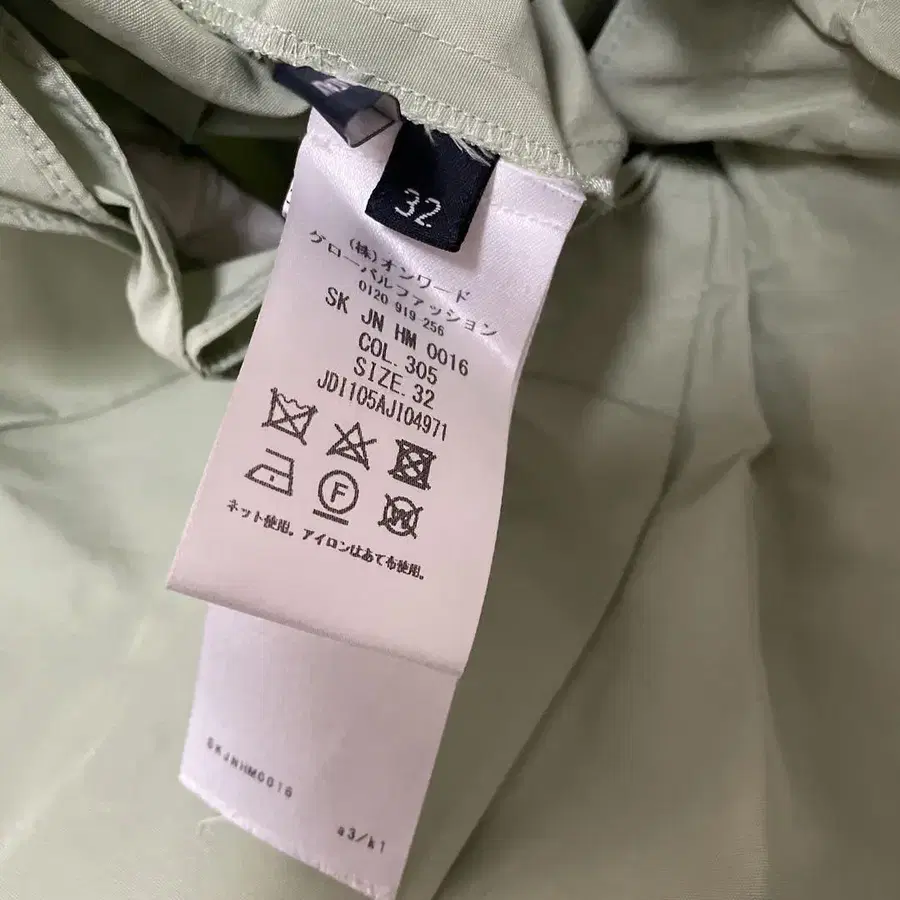 32
(株)オンワード
グローバルファッション
0120 919 256
SK JN HM 0016
COL. 305
SIZE. 32
JDI105AJI04971
F
W
ネット使用。アイロンはあて布使用。
SKJNHM0016
a3/k1